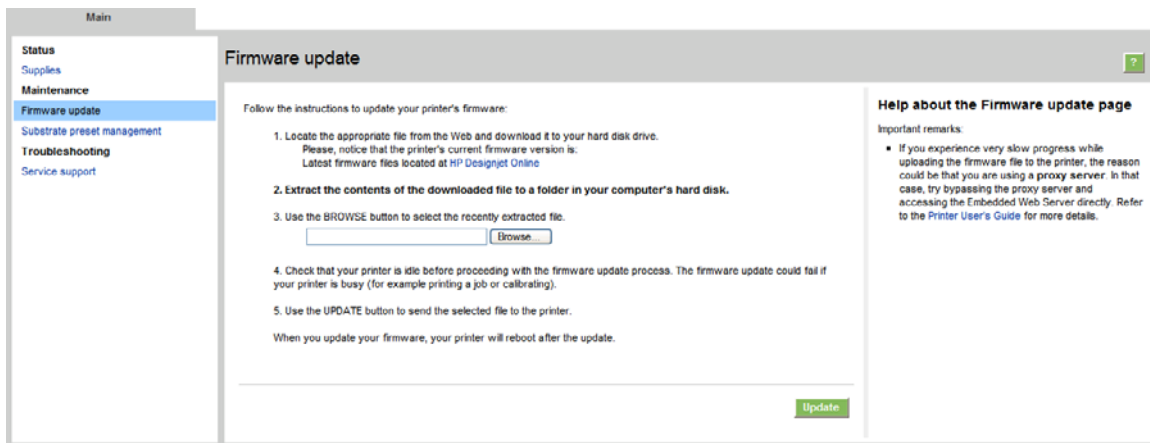 Main
Status
Supplies
Maintenance
Firmware update
Substrate preset management
Troubleshooting
Service support
Firmware update
?
Follow the instructions to update your printer's firmware:
1. Locate the appropriate file from the Web and download it to your hard disk drive.
Please, notice that the printer's current firmware version is:
Latest firmware files located at HP Designjet Online
2. Extract the contents of the downloaded file to a folder in your computer's hard disk.
3. Use the BROWSE button to select the recently extracted file.
Browse...
4. Check that your printer is idle before proceeding with the firmware update process. The firmware update could fail if
your printer is busy (for example printing a job or calibrating).
5. Use the UPDATE button to send the selected file to the printer.
When you update your firmware, your printer will reboot after the update.
Update
Help about the Firmware update page
Important remarks:
▪ If you experience very slow progress while
uploading the firmware file to the printer, the reason
could be that you are using a proxy server. In that
case, try bypassing the proxy server and
accessing the Embedded Web Server directly. Refer
to the Printer User's Guide for more details.